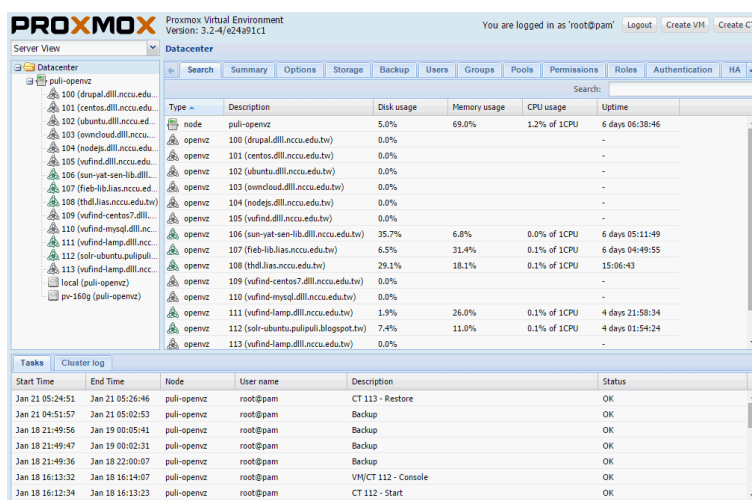 PROXMOX Proxmox Virtual Environment
Version: 3.2-4/e24a91c1
You are logged in as 'root@pam' Logout Create VM Create C
Server View
Datacenter
puli-openvz
100 (drupal.dlll.nccu.edu...
101 (centos.dlll.nccu.edu...
102 (ubuntu.dlll.nccu.ed...
103 (owncloud.dlll.nccu....
104 (nodejs.dlll.nccu.edu...
105 (vufind.dlll.nccu.edu...
106 (sun-yat-sen-lib.dlll....
107 (fieb-lib.lias.nccu.ed...
108 (thdl.lias.nccu.edu.tw)
109 (vufind-centos7.dlll....
110 (vufind-mysql.dlll.nc...
111 (vufind-lamp.dlll.ncc...
112 (solr-ubuntu.pulipuli...
113 (vufind-lamp.dlll.ncc...
local (puli-openvz)
pv-160g (puli-openvz)
Datacenter
Search Summary Options Storage Backup Users Groups Pools Permissions Roles Authentication HA
Search:
Type Description Disk usage Memory usage CPU usage Uptime
node puli-openvz 5.0% 69.0% 1.2% of 1CPU 6 days 06:38:46
openvz 100 (drupal.dlll.nccu.edu.tw) 0.0% -
openvz 101 (centos.dlll.nccu.edu.tw) 0.0% -
openvz 102 (ubuntu.dlll.nccu.edu.tw) 0.0% -
openvz 103 (owncloud.dlll.nccu.edu.tw) 0.0% -
openvz 104 (nodejs.dlll.nccu.edu.tw) 0.0% -
openvz 105 (vufind.dlll.nccu.edu.tw) 0.0% -
openvz 106 (sun-yat-sen-lib.dlll.nccu.edu.tw) 35.7% 6.8% 0.0% of 1CPU 6 days 05:11:49
openvz 107 (fieb-lib.lias.nccu.edu.tw) 6.5% 31.4% 0.1% of 1CPU 6 days 04:49:55
openvz 108 (thdl.lias.nccu.edu.tw) 29.1% 18.1% 0.1% of 1CPU 15:06:43
openvz 109 (vufind-centos7.dlll.nccu.edu.tw) 0.0% -
openvz 110 (vufind-mysql.dlll.nccu.edu.tw) 0.0% -
openvz 111 (vufind-lamp.dlll.nccu.edu.tw) 1.9% 26.0% 0.1% of 1CPU 4 days 21:58:34
openvz 112 (solr-ubuntu.pulipuli.blogspot.tw) 7.4% 11.0% 0.1% of 1CPU 4 days 01:54:24
openvz 113 (vufind-lamp.dlll.nccu.edu.tw) 0.0% -
Tasks Cluster log
Start Time End Time Node User name Description Status
Jan 21 05:24:51 Jan 21 05:26:46 puli-openvz root@pam CT 113 - Restore OK
Jan 21 04:51:57 Jan 21 05:02:53 puli-openvz root@pam Backup OK
Jan 18 21:49:56 Jan 19 00:05:41 puli-openvz root@pam Backup OK
Jan 18 21:49:47 Jan 19 00:02:31 puli-openvz root@pam Backup OK
Jan 18 21:49:36 Jan 18 22:00:07 puli-openvz root@pam Backup OK
Jan 18 16:13:32 Jan 18 16:14:07 puli-openvz root@pam VM/CT 112 - Console OK
Jan 18 16:12:34 Jan 18 16:13:23 puli-openvz root@pam CT 112 - Start OK